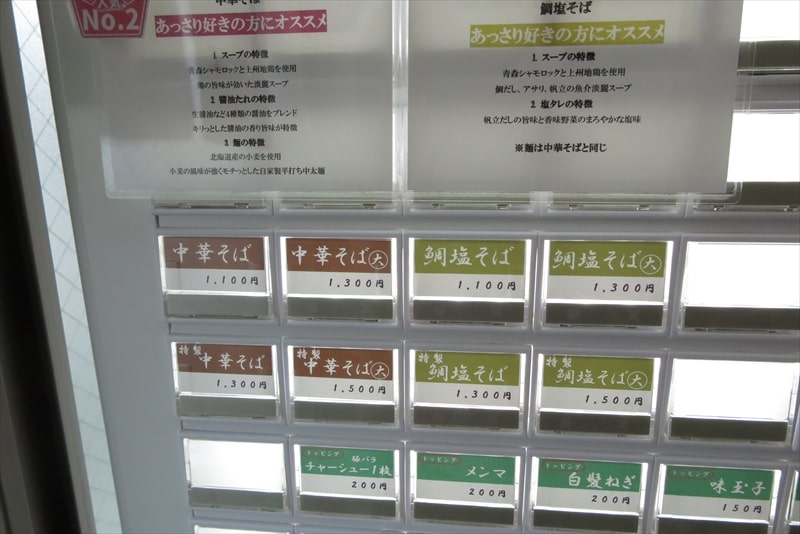 No.2
中華そば
あっさり好きの方にオススメ
1. スープの特徴
青森シャモロックと上州地鶏を使用
鶏の旨味が効いた淡麗スープ
2. 醤油たれの特徴
生醤油など4種類の醤油をブレンド
キリっとした醤油の香り旨味が特徴
3. 麺の特徴
北海道産の小麦を使用
小麦の風味が強くモチっとした自家製平打ち中太麺
鯛塩そば
あっさり好きの方にオススメ
1. スープの特徴
青森シャモロックと上州地鶏を使用
鯛だし、アサリ、帆立の魚介淡麗スープ
2. 塩タレの特徴
帆立だしの旨味と香味野菜のまろやかな塩味
※麺は中華そばと同じ
中華そば
1,100円
中華そば大
1,300円
鯛塩そば
1,100円
鯛塩そば大
1,300円
特製
中華そば
1,300円
特製
中華そば大
1,500円
特製
鯛塩そば
1,300円
特製
鯛塩そば大
1,500円
トッピング 豚バラ
チャーシュー1枚
200円
トッピング
メンマ
200円
トッピング
白髪ねぎ
200円
トッピング
味玉子
150円